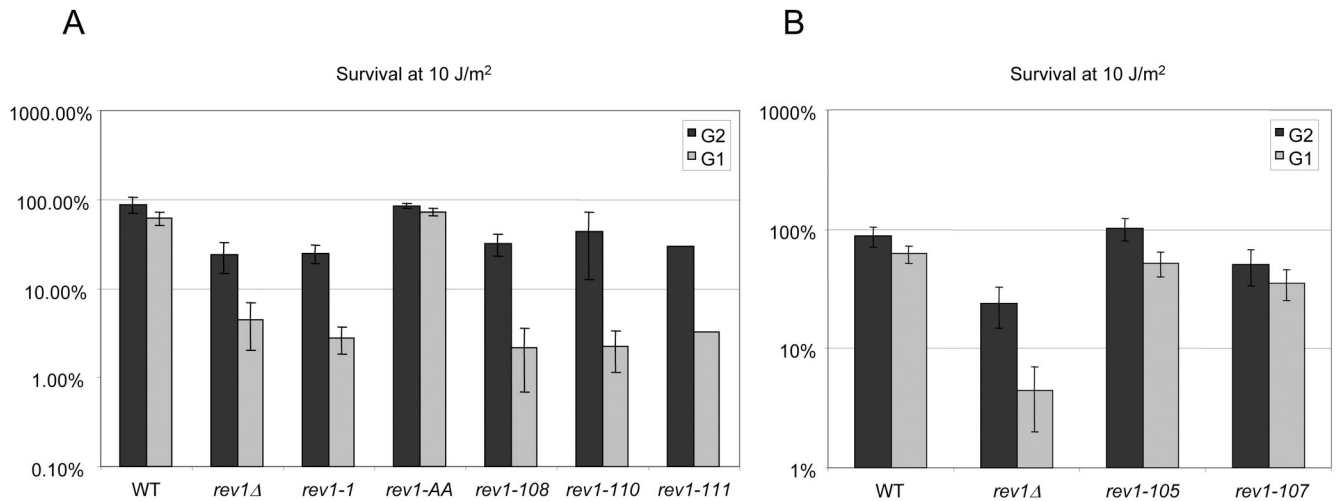 A
Survival at 10 J/m²
1000.00%
100.00%
10.00%
1.00%
0.10%
G2
G1
WT rev1Δ rev1-1 rev1-AA rev1-108 rev1-110 rev1-111
B
Survival at 10 J/m²
1000%
100%
10%
1%
G2
G1
WT rev1Δ rev1-105 rev1-107